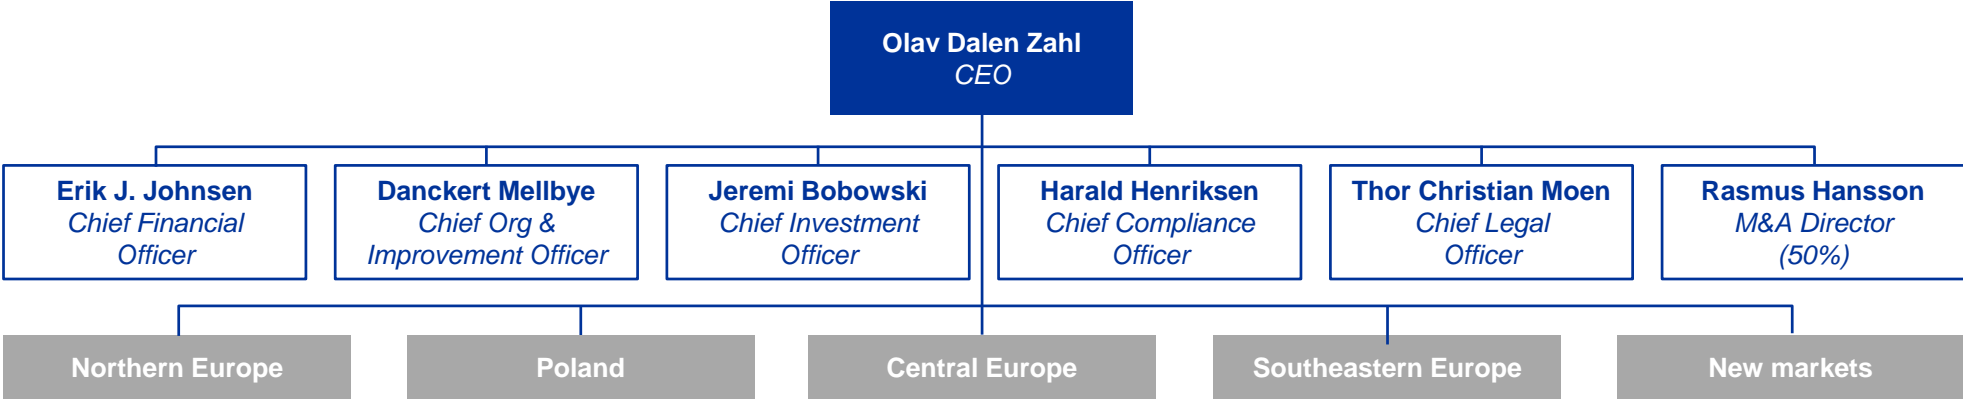 Olav Dalen Zahl
CEO
Erik J. Johnsen
Chief Financial
Officer
Danckert Mellbye
Chief Org &
Improvement Officer
Jeremi Bobowski
Chief Investment
Officer
Harald Henriksen
Chief Compliance
Officer
Thor Christian Moen
Chief Legal
Officer
Rasmus Hansson
M&A Director
(50%)
Northern Europe
Poland
Central Europe
Southeastern Europe
New markets